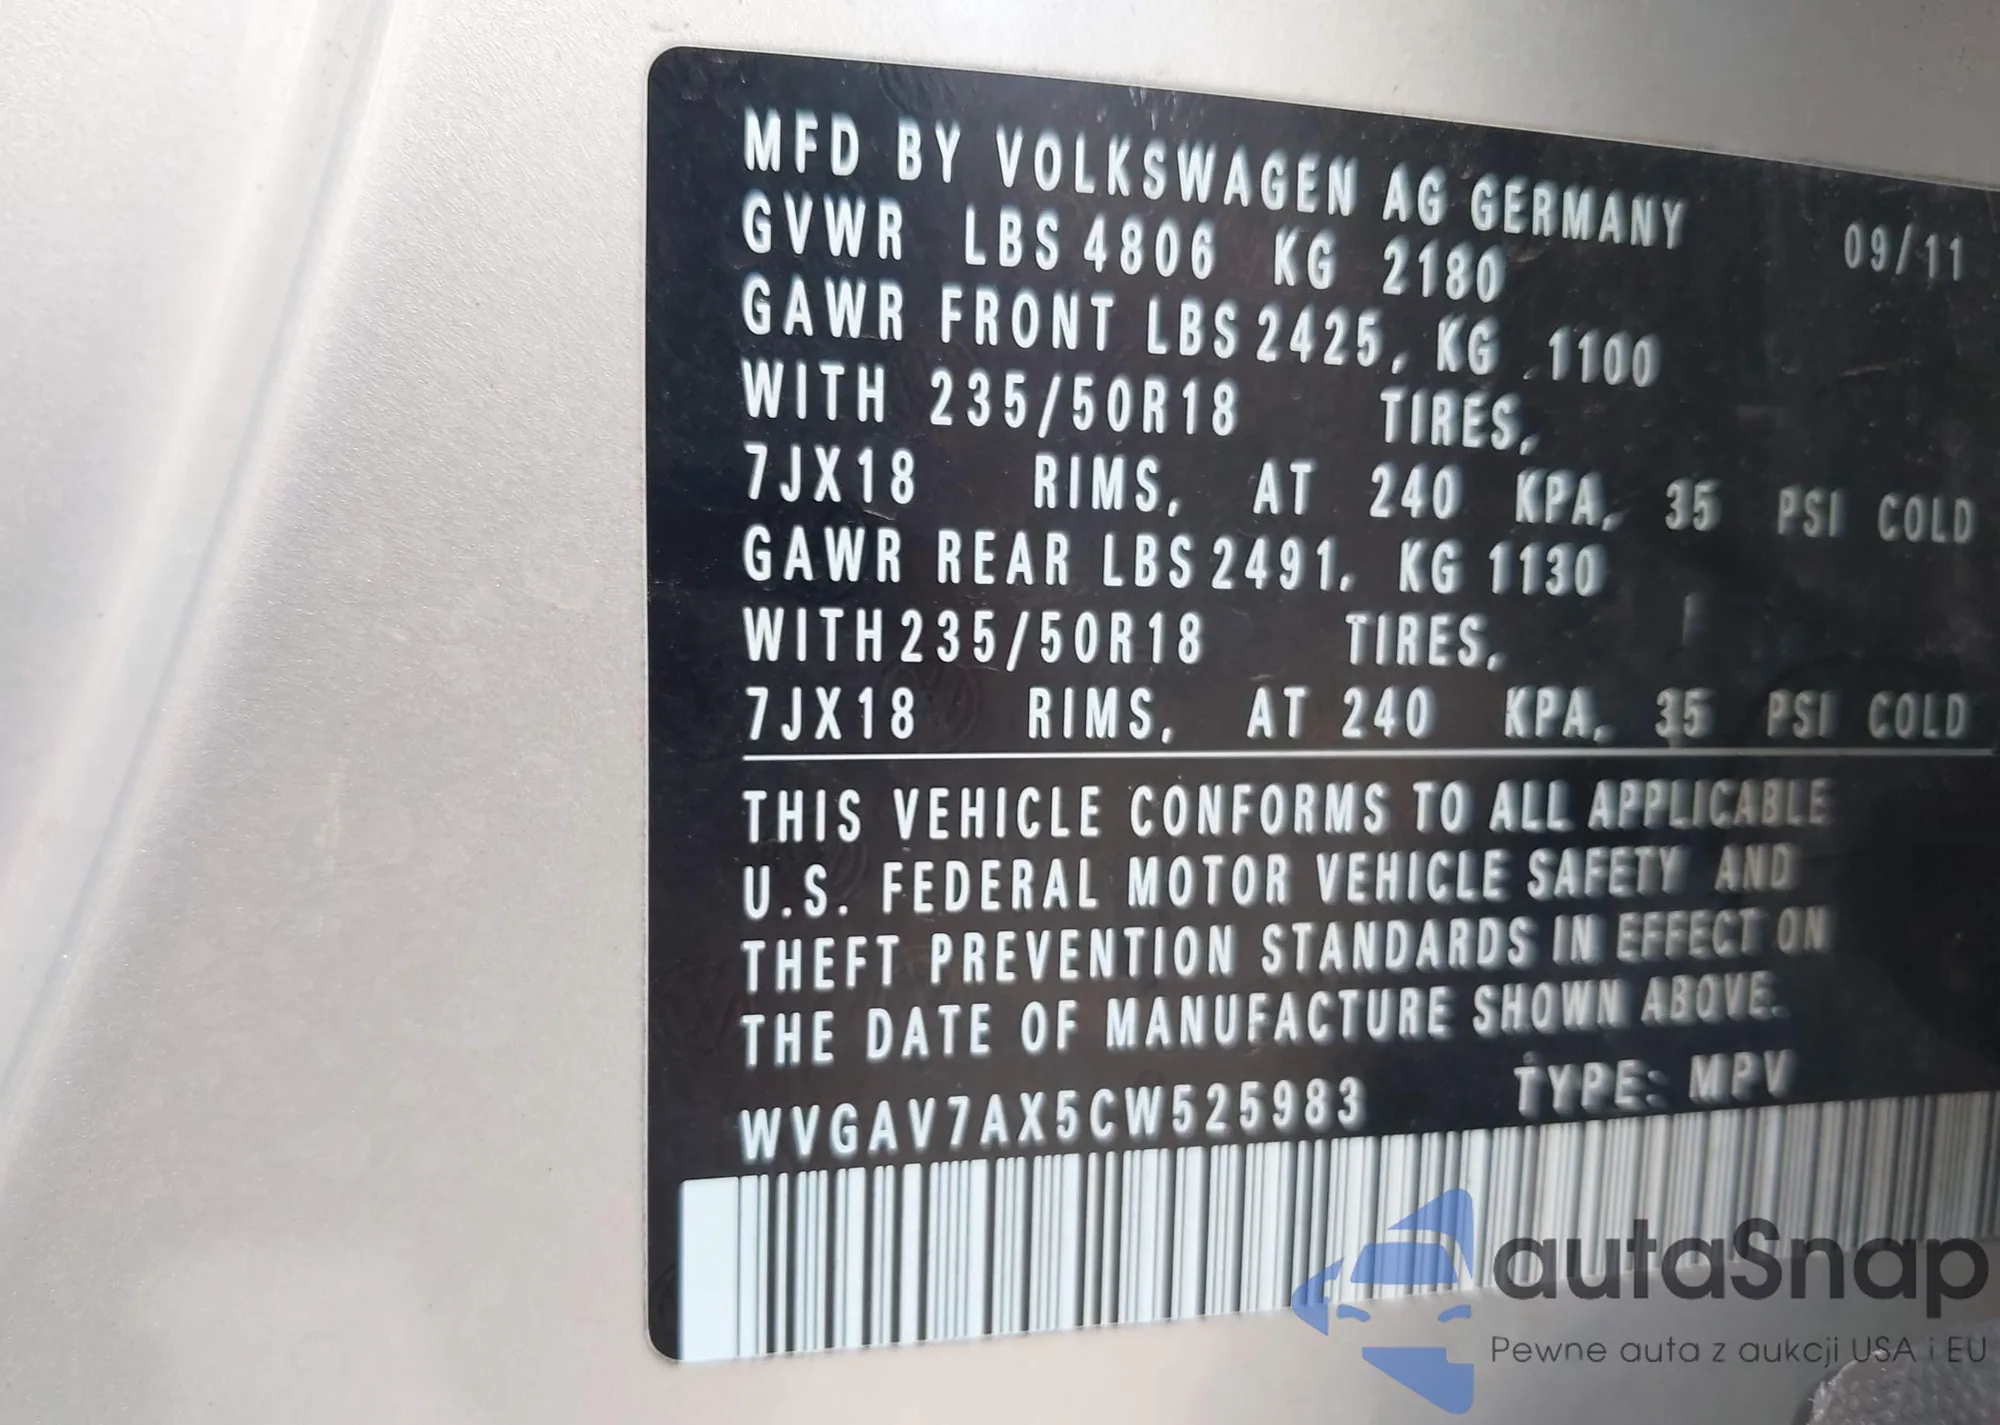 MFD BY VOLKSWAGEN AG GERMANY 09/11
GVWR LBS 4806 KG 2180
GAWR FRONT LBS 2425, KG 1100
WITH 235/50R18 TIRES,
7JX18 RIMS, AT 240 KPA, 35 PSI COLD
GAWR REAR LBS 2491, KG 1130
WITH 235/50R18 TIRES,
7JX18 RIMS, AT 240 KPA, 35 PSI COLD
THIS VEHICLE CONFORMS TO ALL APPLICABLE
U.S. FEDERAL MOTOR VEHICLE SAFETY AND
THEFT PREVENTION STANDARDS IN EFFECT ON
THE DATE OF MANUFACTURE SHOWN ABOVE.
WVGAV7AX5CW525983 TYPE: MPV
autaSnap
Pewne auta z aukcji USA i EU